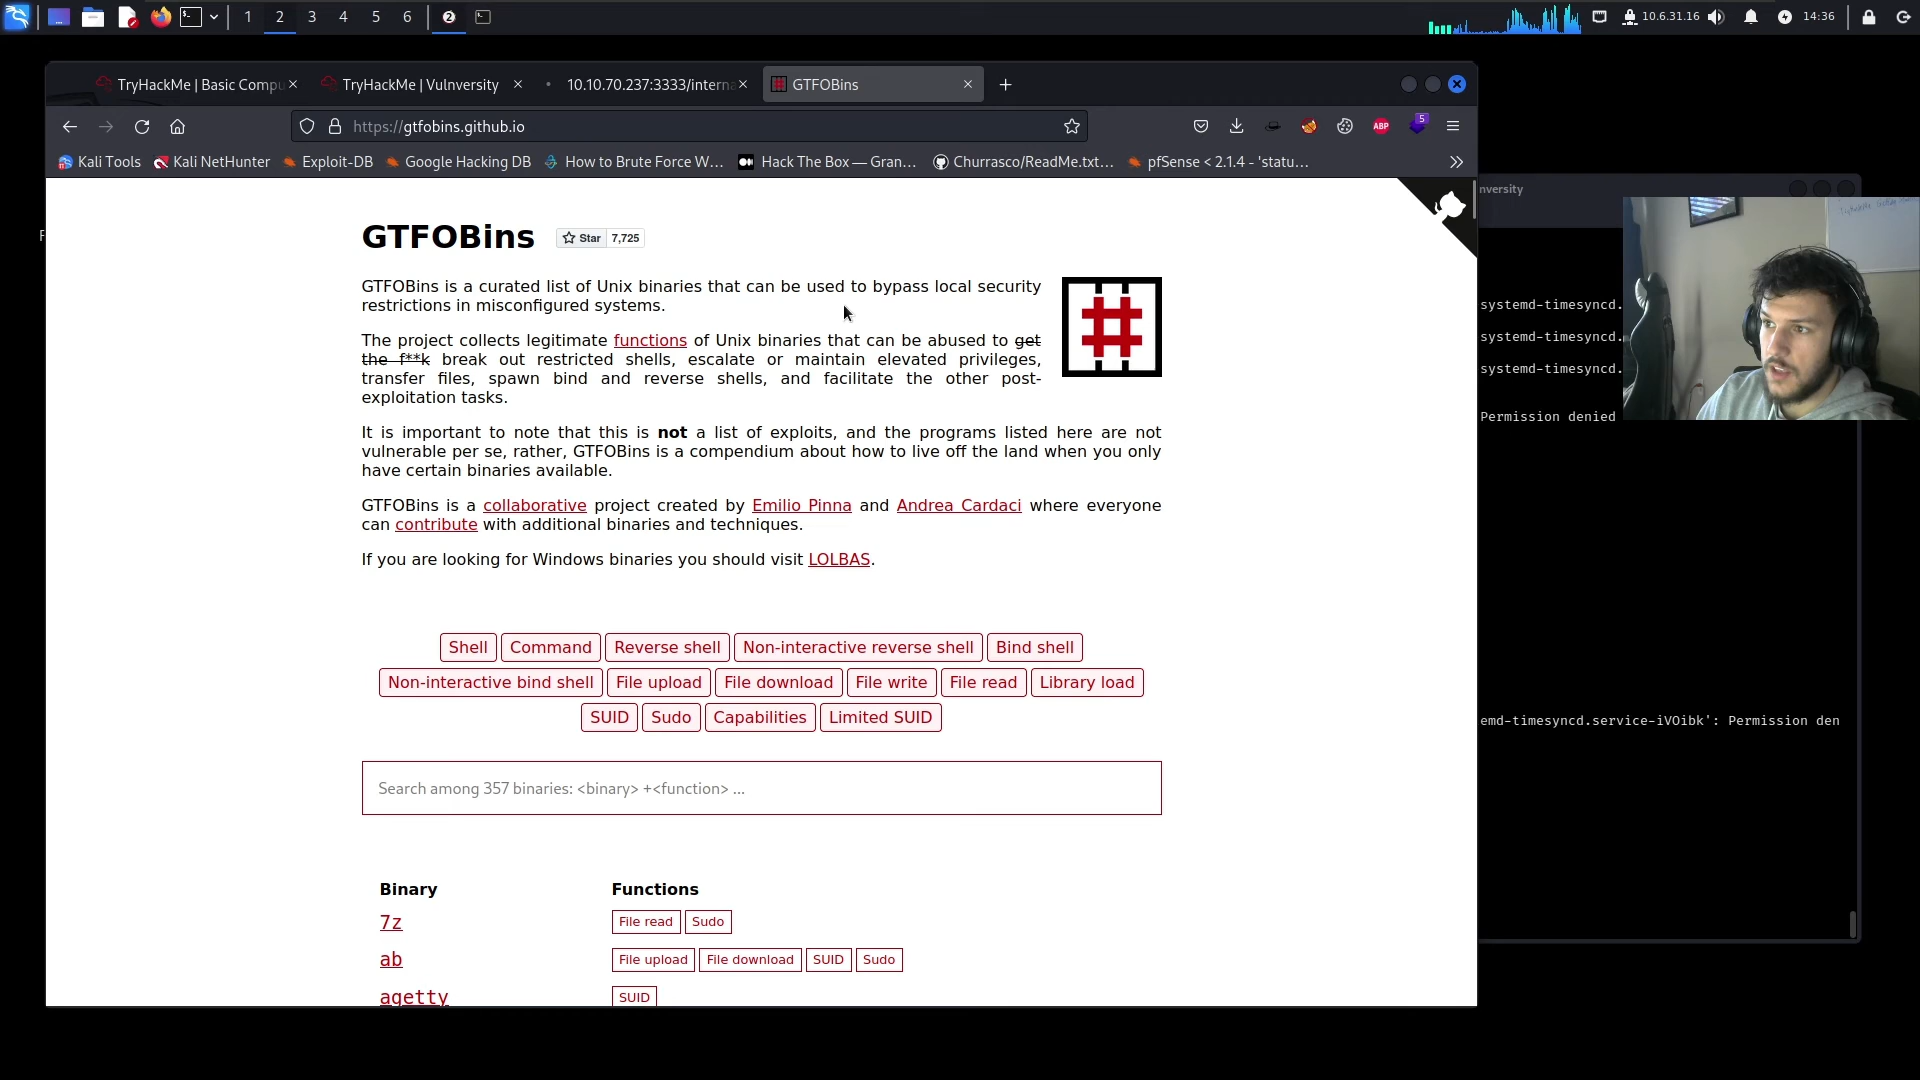 1 2 3 4 5 6 2 10.6.31.16 14:36
TryHackMe | Basic Compu
TryHackMe | Vulnversity
10.10.70.237:3333/interna
GTFOBins
https://gtfobins.github.io
ABP
5
Kali Tools Kali NetHunter Exploit-DB Google Hacking DB How to Brute Force W… Hack The Box — Gran… Churrasco/ReadMe.txt… pfSense < 2.1.4 - 'statu…
GTFOBins
Star 7,725
GTFOBins is a curated list of Unix binaries that can be used to bypass local security
restrictions in misconfigured systems.
The project collects legitimate functions of Unix binaries that can be abused to get
the f**k break out restricted shells, escalate or maintain elevated privileges,
transfer files, spawn bind and reverse shells, and facilitate the other post-
exploitation tasks.
It is important to note that this is not a list of exploits, and the programs listed here are not
vulnerable per se, rather, GTFOBins is a compendium about how to live off the land when you only
have certain binaries available.
GTFOBins is a collaborative project created by Emilio Pinna and Andrea Cardaci where everyone
can contribute with additional binaries and techniques.
If you are looking for Windows binaries you should visit LOLBAS.
Shell Command Reverse shell Non-interactive reverse shell Bind shell
Non-interactive bind shell File upload File download File write File read Library load
SUID Sudo Capabilities Limited SUID
Search among 357 binaries: <binary> +<function> ...
Binary Functions
7z File read Sudo
ab File upload File download SUID Sudo
agetty SUID
F
nversity
systemd-timesyncd.
systemd-timesyncd.
systemd-timesyncd.
Permission denied
emd-timesyncd.service-iVOibk': Permission den